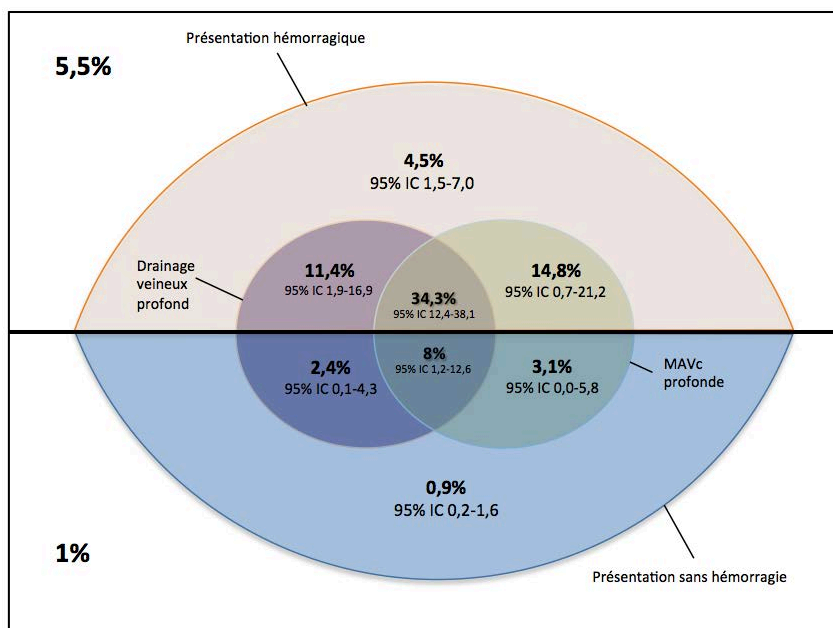 Présentation hémorragique
5,5%
4,5%
95% IC 1,5-7,0
Drainage
veineux
profond
11,4%
95% IC 1,9-16,9
34,3%
95% IC 12,4-38,1
14,8%
95% IC 0,7-21,2
2,4%
95% IC 0,1-4,3
8%
95% IC 1,2-12,6
3,1%
95% IC 0,0-5,8
MAVc
profonde
0,9%
95% IC 0,2-1,6
1%
Présentation sans hémorragie